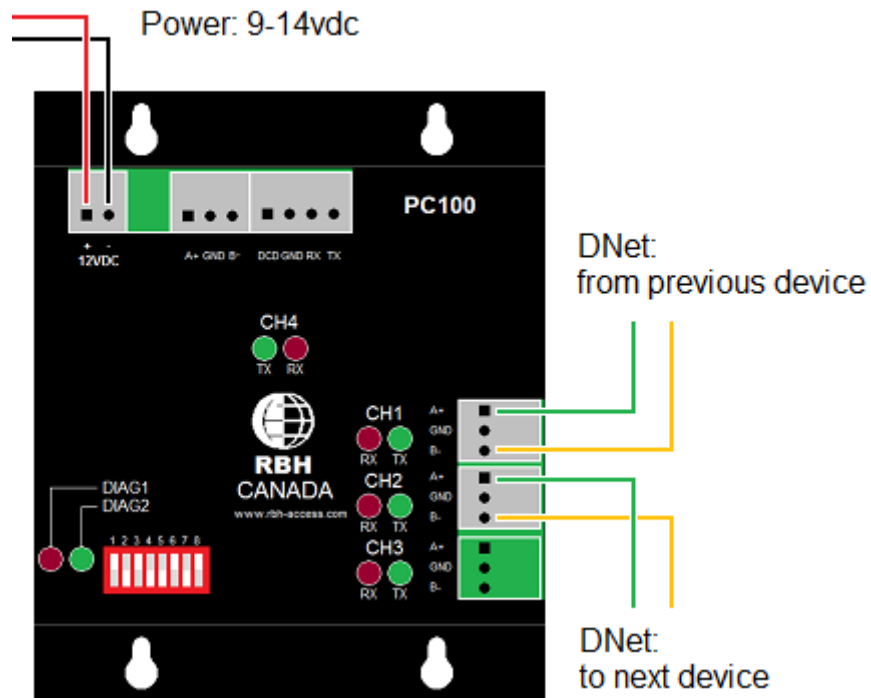 Power: 9-14vdc
PC100
+ -
12VDC
A+ GND B-
DCD GND RX TX
DNet:
from previous device
CH4
TX RX
CH1
RX TX
A+
GND
B-
RBH
CANADA
www.rbh-access.com
CH2
RX TX
A+
GND
B-
DIAG1
DIAG2
1 2 3 4 5 6 7 8
CH3
RX TX
A+
GND
B-
DNet:
to next device